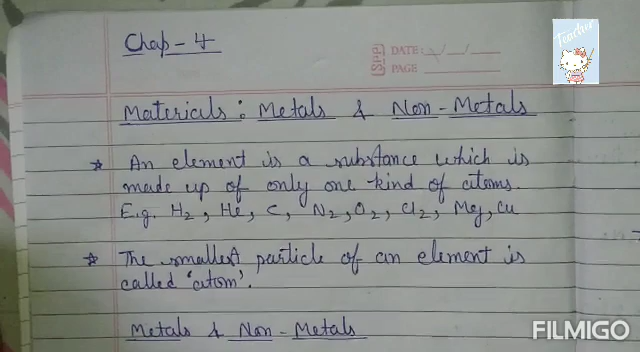 Chap - 4
Teacher
SPP DATE: / /
PAGE
Materials: Metals & Non - Metals
* An element is a substance which is
made up of only one kind of atoms.
E.g. H2, He, C, N2, O2, Cl2, Mg, Cu
* The smallest particle of an element is
called 'atom'.
Metals & Non - Metals
FILMIGO